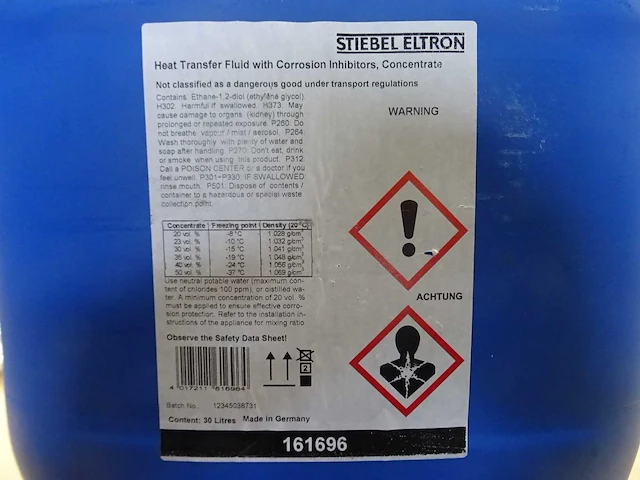 STIEBEL ELTRON
Heat Transfer Fluid with Corrosion Inhibitors, Concentrate
Not classified as a dangerous good under transport regulations
Contains: Ethane-1,2-diol (ethylene glycol).
H302. Harmful if swallowed. H373. May
cause damage to organs. (kidney) through
prolonged or repeated exposure. P260. Do
not breathe vapour / mist / aerosol. P264.
Wash thoroughly with plenty of water and
soap after handling. P270. Don't eat, drink
or smoke when using this product. P312.
Call a POISON CENTER or a doctor if you
feel unwell. P301+P330. IF SWALLOWED
rinse mouth. P501. Dispose of contents /
container to a hazardous or special waste
collection point.
WARNING
Concentrate Freezing point Density (20°C)
20 vol. % -8 °C 1.028 g/cm³
23 vol. % -10 °C 1.032 g/cm³
30 vol. % -15 °C 1.041 g/cm³
35 vol. % -19 °C 1.048 g/cm³
40 vol. % -24 °C 1.056 g/cm³
50 vol. % -37 °C 1.069 g/cm³
Use neutral potable water (maximum con-
tent of chlorides 100 ppm), or distilled wa-
ter. A minimum concentration of 20 vol. %
must be applied to ensure effective corro-
sion protection. Refer to the installation in-
structions of the appliance for mixing ratio
ACHTUNG
Observe the Safety Data Sheet!
2
4 017211 616964
Batch No.: 12345038731
Content: 30 Litres Made in Germany
161696